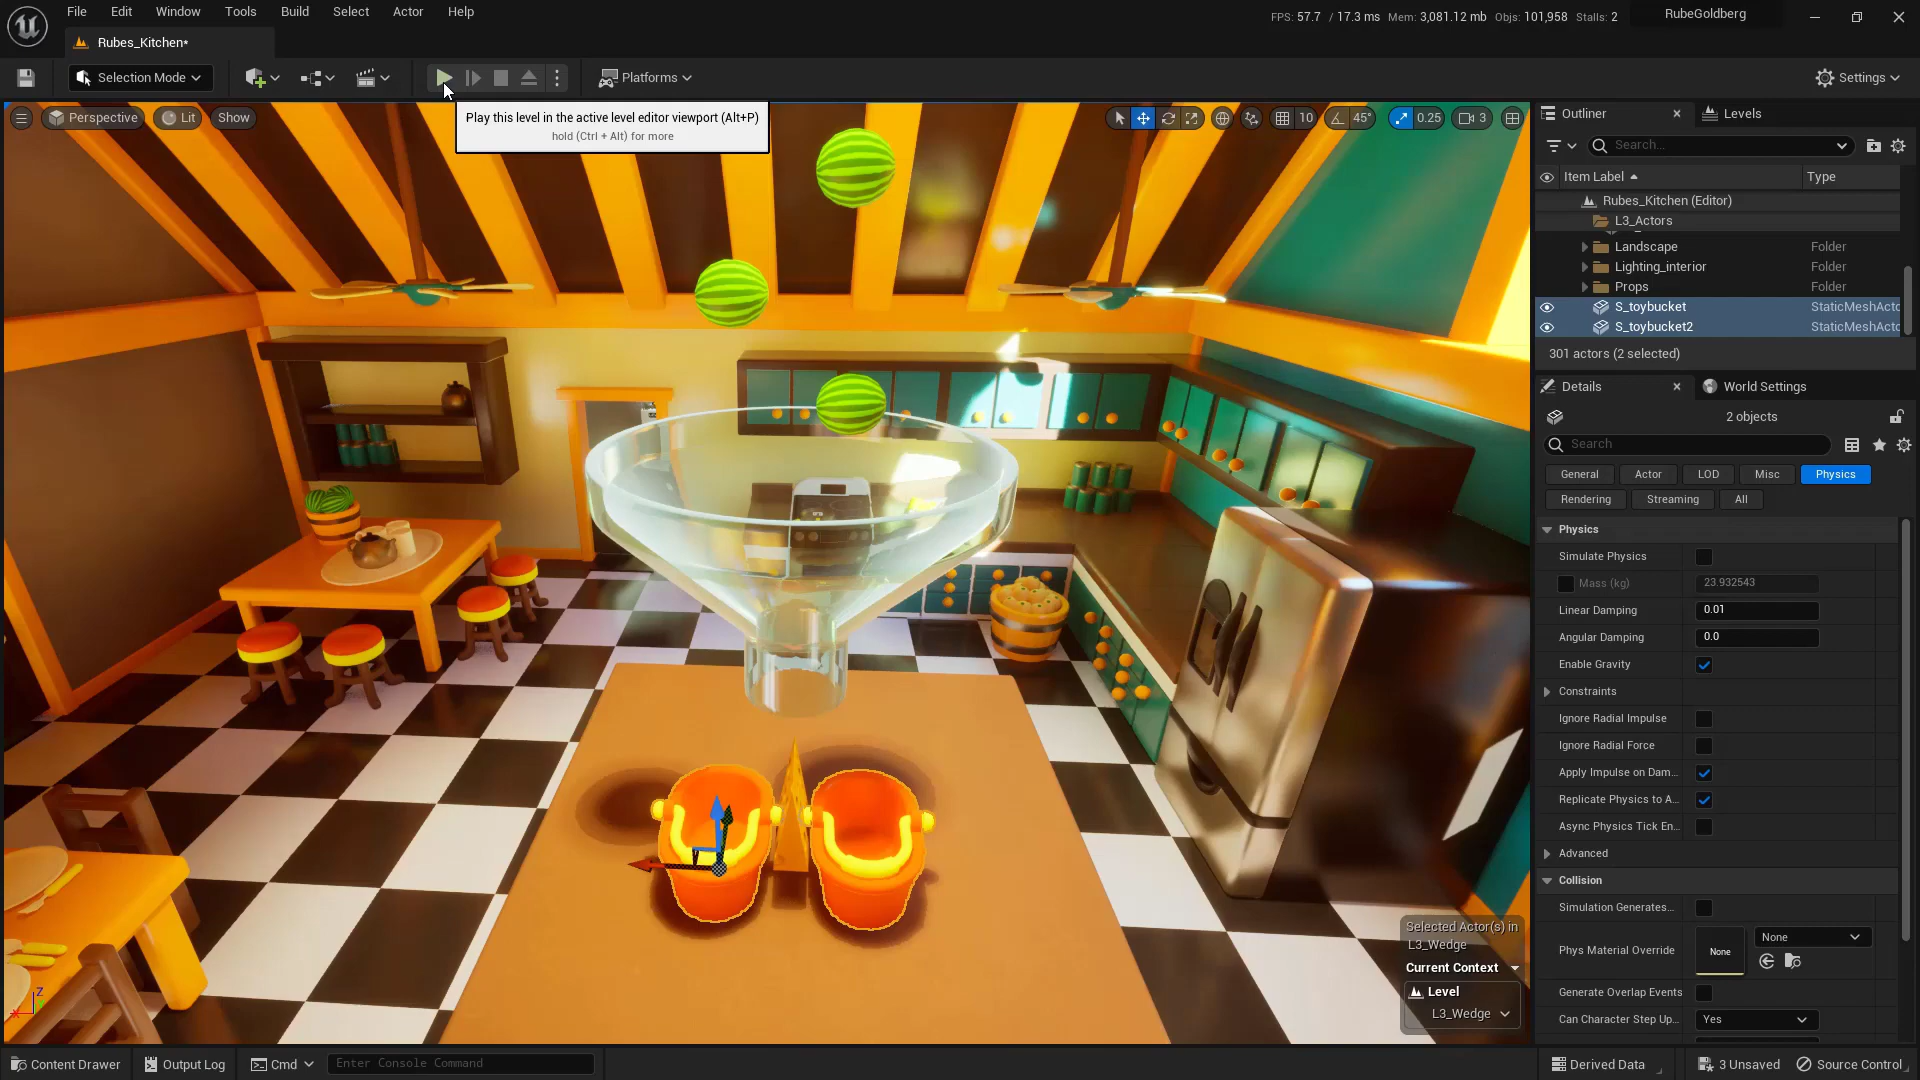 File Edit Window Tools Build Select Actor Help
FPS: 57.7 / 17.3 ms Mem: 3,081.12 mb Objs: 101,958 Stalls: 2
RubeGoldberg
Rubes_Kitchen*
Selection Mode
Platforms
Settings
Perspective Lit Show
Play this level in the active level editor viewport (Alt+P)
hold (Ctrl + Alt) for more
10 45° 0.25 3
Outliner Levels
Search...
Item Label Type
Rubes_Kitchen (Editor)
L3_Actors
Landscape Folder
Lighting_interior Folder
Props Folder
S_toybucket StaticMeshActo
S_toybucket2 StaticMeshActo
301 actors (2 selected)
Details World Settings
2 objects
Search
General Actor LOD Misc Physics
Rendering Streaming All
Physics
Simulate Physics
Mass (kg) 23.932543
Linear Damping 0.01
Angular Damping 0.0
Enable Gravity
Constraints
Ignore Radial Impulse
Ignore Radial Force
Apply Impulse on Dam...
Replicate Physics to A...
Async Physics Tick En...
Advanced
Collision
Simulation Generates...
Phys Material Override None None
Generate Overlap Events
Can Character Step Up... Yes
Selected Actor(s) in
L3_Wedge
Current Context
Level
L3_Wedge
Z
X
Content Drawer Output Log Cmd Enter Console Command
Derived Data 3 Unsaved Source Control